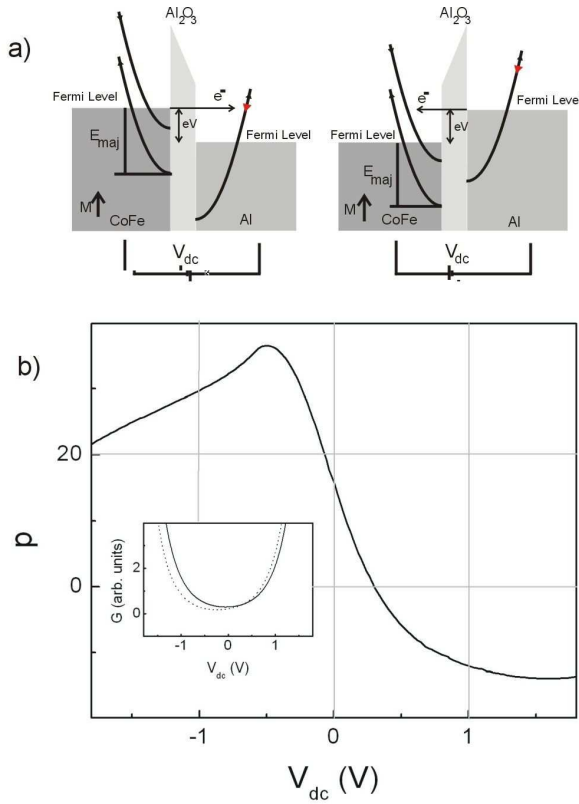 a)
Al2O3
Fermi Level
e-
eV
Fermi Level
Emaj
M
CoFe
Al
Vdc
Al2O3
Fermi Leve
e-
eV
Fermi Level
Emaj
M
CoFe
Al
Vdc
b)
20
0
p
-1
0
1
Vdc (V)
2
0
G (arb. units)
-1
0
1
Vdc (V)